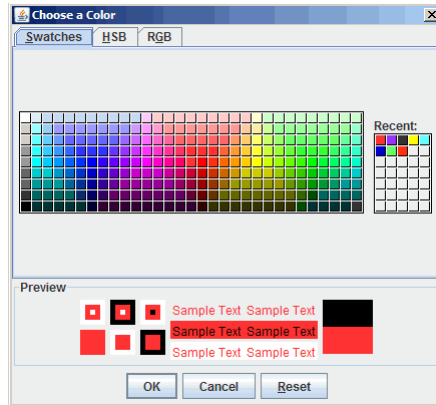 Choose a Color
Swatches HSB RGB
Recent:
Preview
Sample Text Sample Text
Sample Text Sample Text
Sample Text Sample Text
OK Cancel Reset